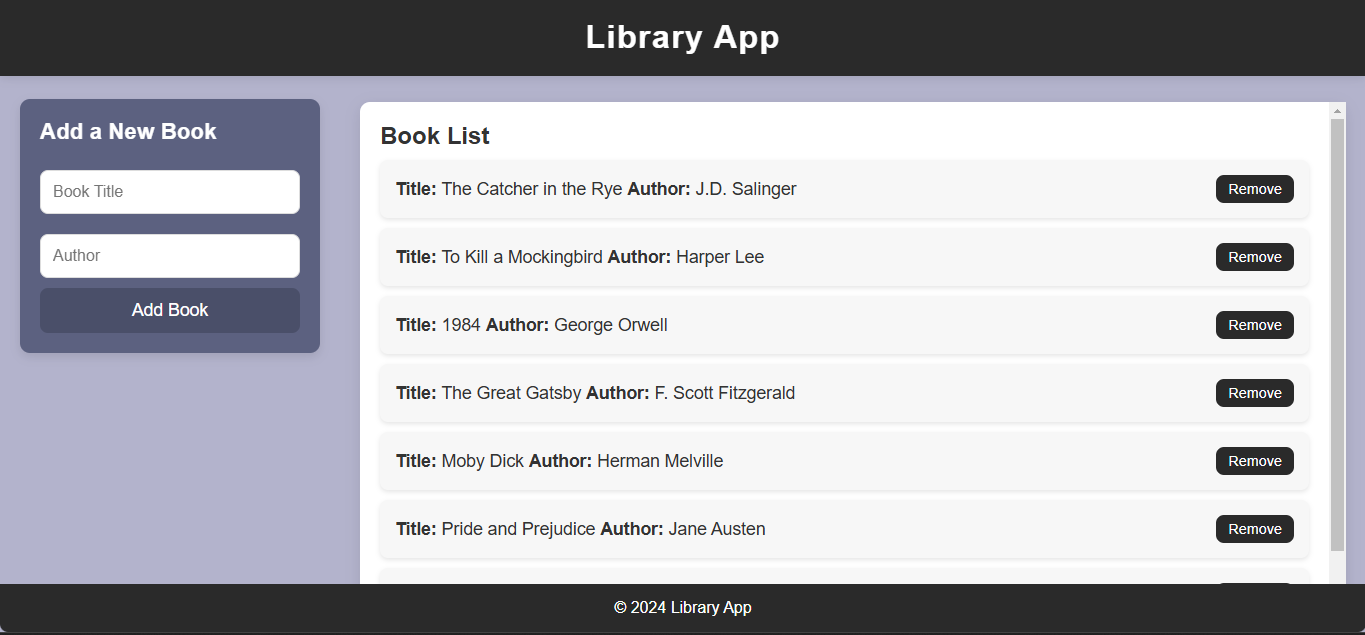 Library App
Add a New Book
Book Title
Author
Add Book
Book List
Title: The Catcher in the Rye Author: J.D. Salinger
Remove
Title: To Kill a Mockingbird Author: Harper Lee
Remove
Title: 1984 Author: George Orwell
Remove
Title: The Great Gatsby Author: F. Scott Fitzgerald
Remove
Title: Moby Dick Author: Herman Melville
Remove
Title: Pride and Prejudice Author: Jane Austen
Remove
© 2024 Library App